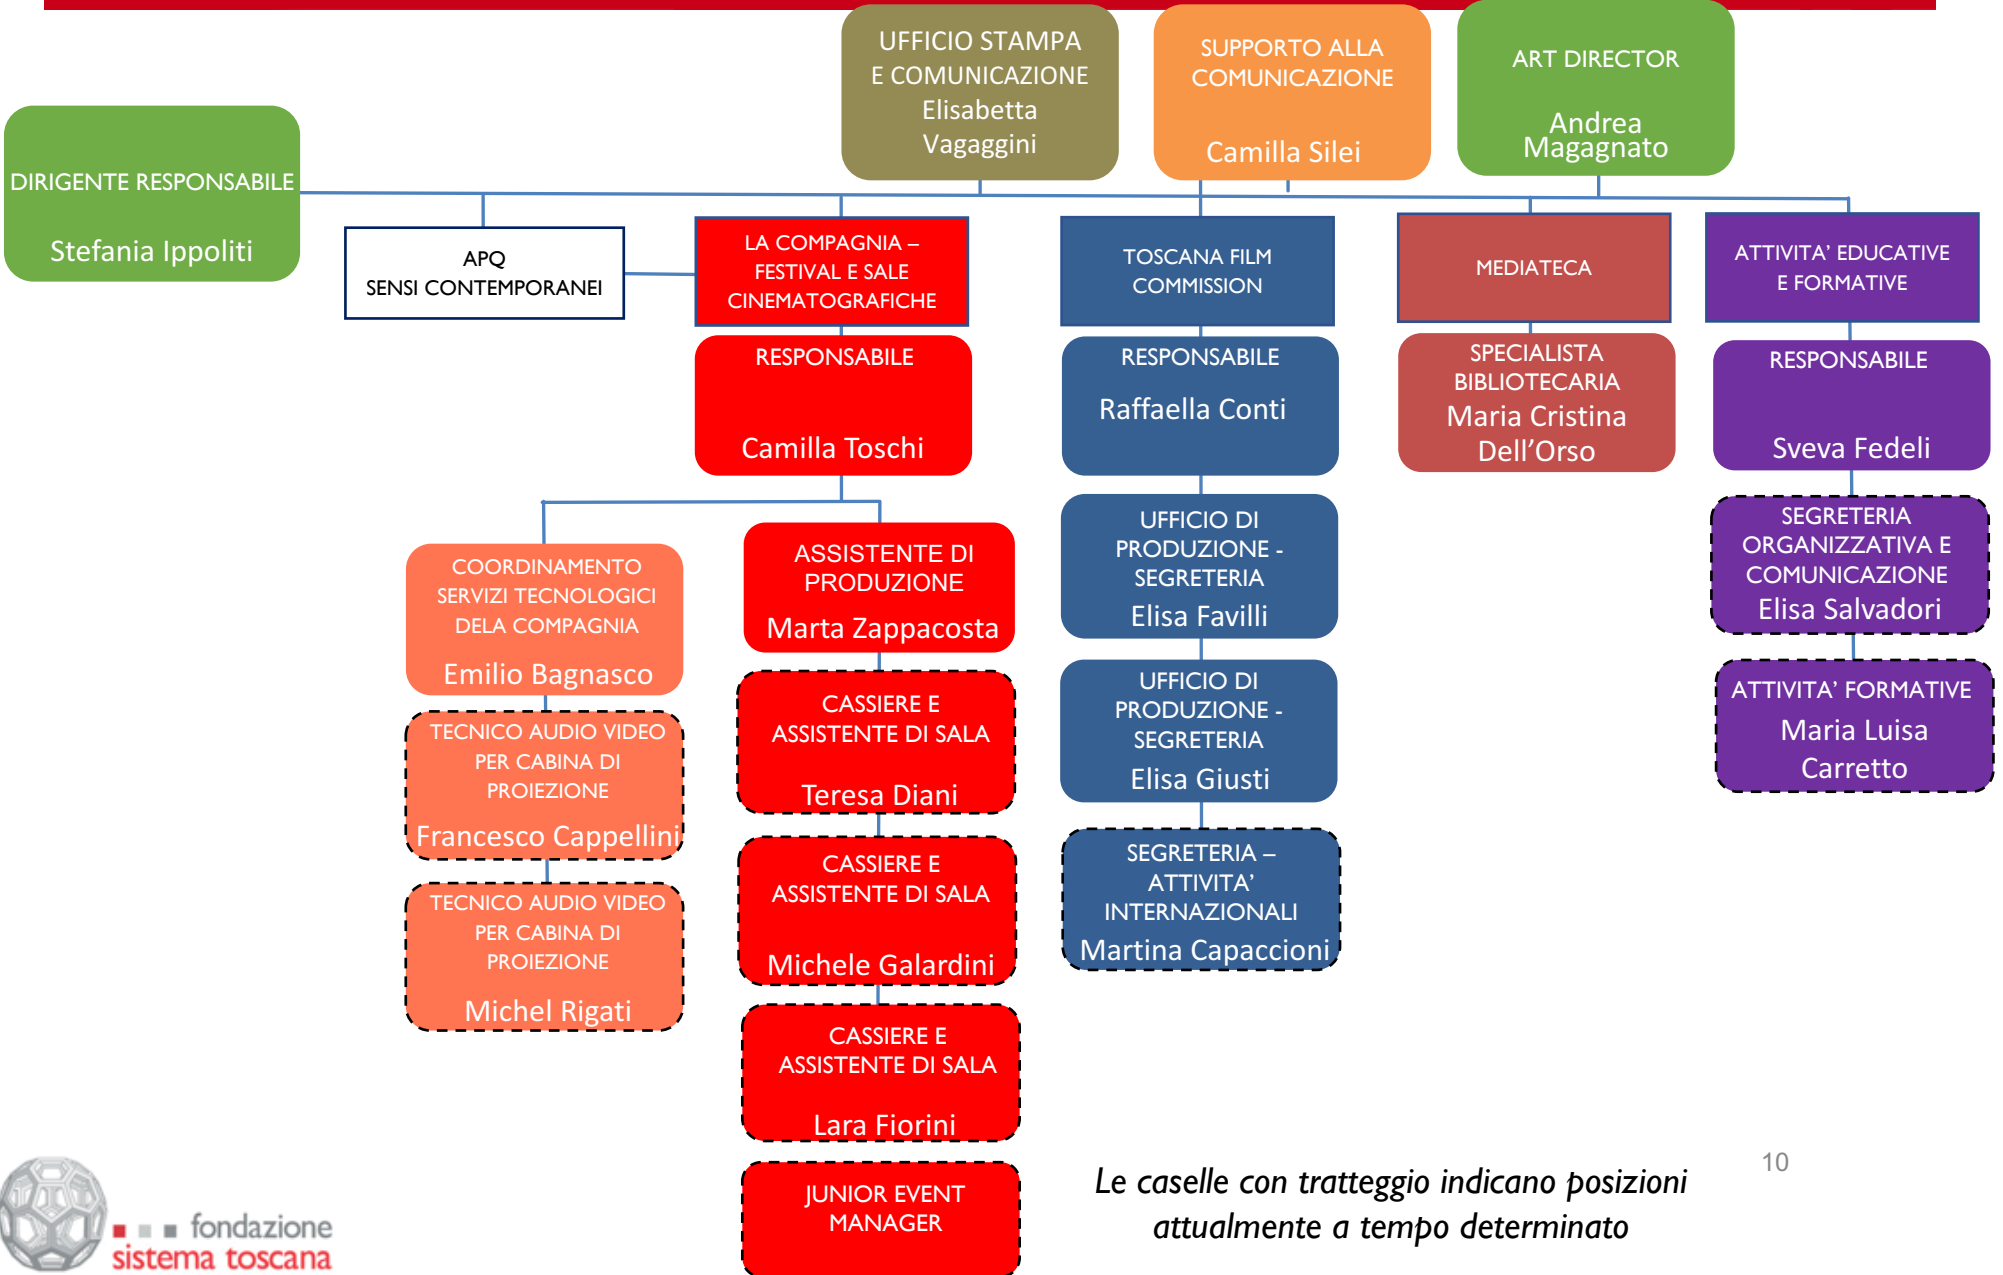 UFFICIO STAMPA
E COMUNICAZIONE
Elisabetta
Vagaggini
SUPPORTO ALLA
COMUNICAZIONE
Camilla Silei
ART DIRECTOR
Andrea
Magagnato
DIRIGENTE RESPONSABILE
Stefania Ippoliti
APQ
SENSI CONTEMPORANEI
LA COMPAGNIA –
FESTIVAL E SALE
CINEMATOGRAFICHE
TOSCANA FILM
COMMISSION
MEDIATECA
ATTIVITA’ EDUCATIVE
E FORMATIVE
RESPONSABILE
Camilla Toschi
RESPONSABILE
Raffaella Conti
SPECIALISTA
BIBLIOTECARIA
Maria Cristina
Dell’Orso
RESPONSABILE
Sveva Fedeli
COORDINAMENTO
SERVIZI TECNOLOGICI
DELA COMPAGNIA
Emilio Bagnasco
TECNICO AUDIO VIDEO
PER CABINA DI
PROIEZIONE
Francesco Cappellini
TECNICO AUDIO VIDEO
PER CABINA DI
PROIEZIONE
Michel Rigati
ASSISTENTE DI
PRODUZIONE
Marta Zappacosta
CASSIERE E
ASSISTENTE DI SALA
Teresa Diani
CASSIERE E
ASSISTENTE DI SALA
Michele Galardini
CASSIERE E
ASSISTENTE DI SALA
Lara Fiorini
JUNIOR EVENT
MANAGER
UFFICIO DI
PRODUZIONE -
SEGRETERIA
Elisa Favilli
UFFICIO DI
PRODUZIONE -
SEGRETERIA
Elisa Giusti
SEGRETERIA –
ATTIVITA’
INTERNAZIONALI
Martina Capaccioni
SEGRETERIA
ORGANIZZATIVA E
COMUNICAZIONE
Elisa Salvadori
ATTIVITA’ FORMATIVE
Maria Luisa
Carretto
Le caselle con tratteggio indicano posizioni
attualmente a tempo determinato
10
fondazione
sistema toscana